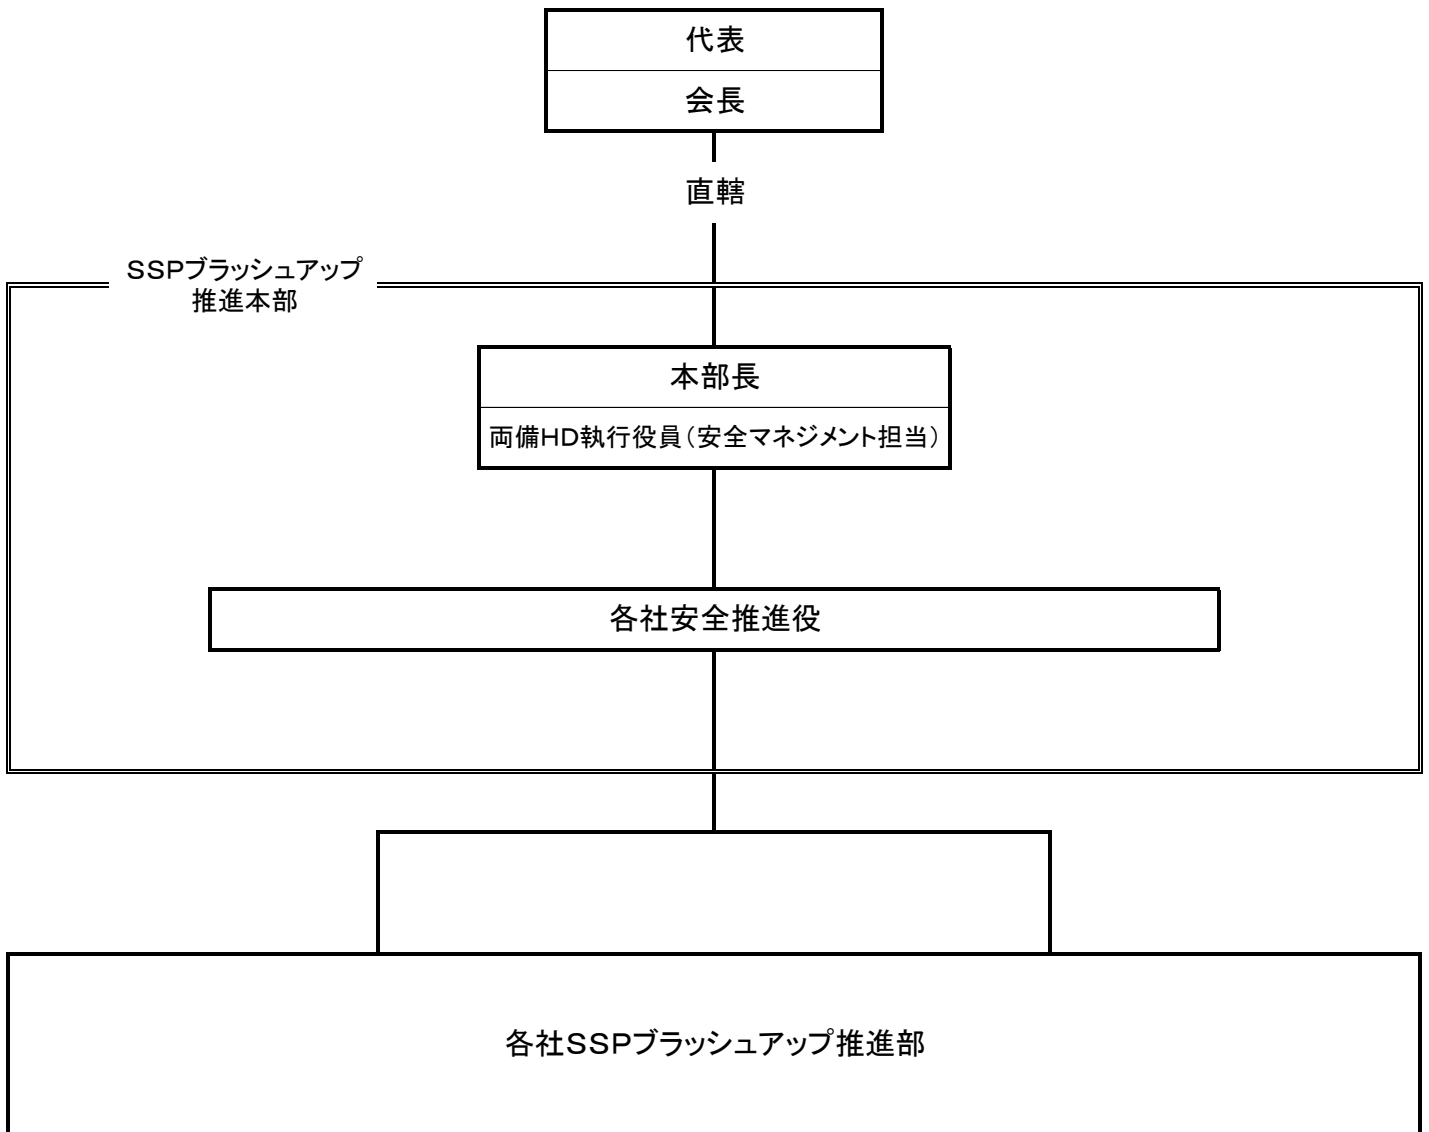 代表
会長
直轄
SSPブラッシュアップ
推進本部
本部長
両備HD執行役員（安全マネジメント担当）
各社安全推進役
各社SSPブラッシュアップ推進部